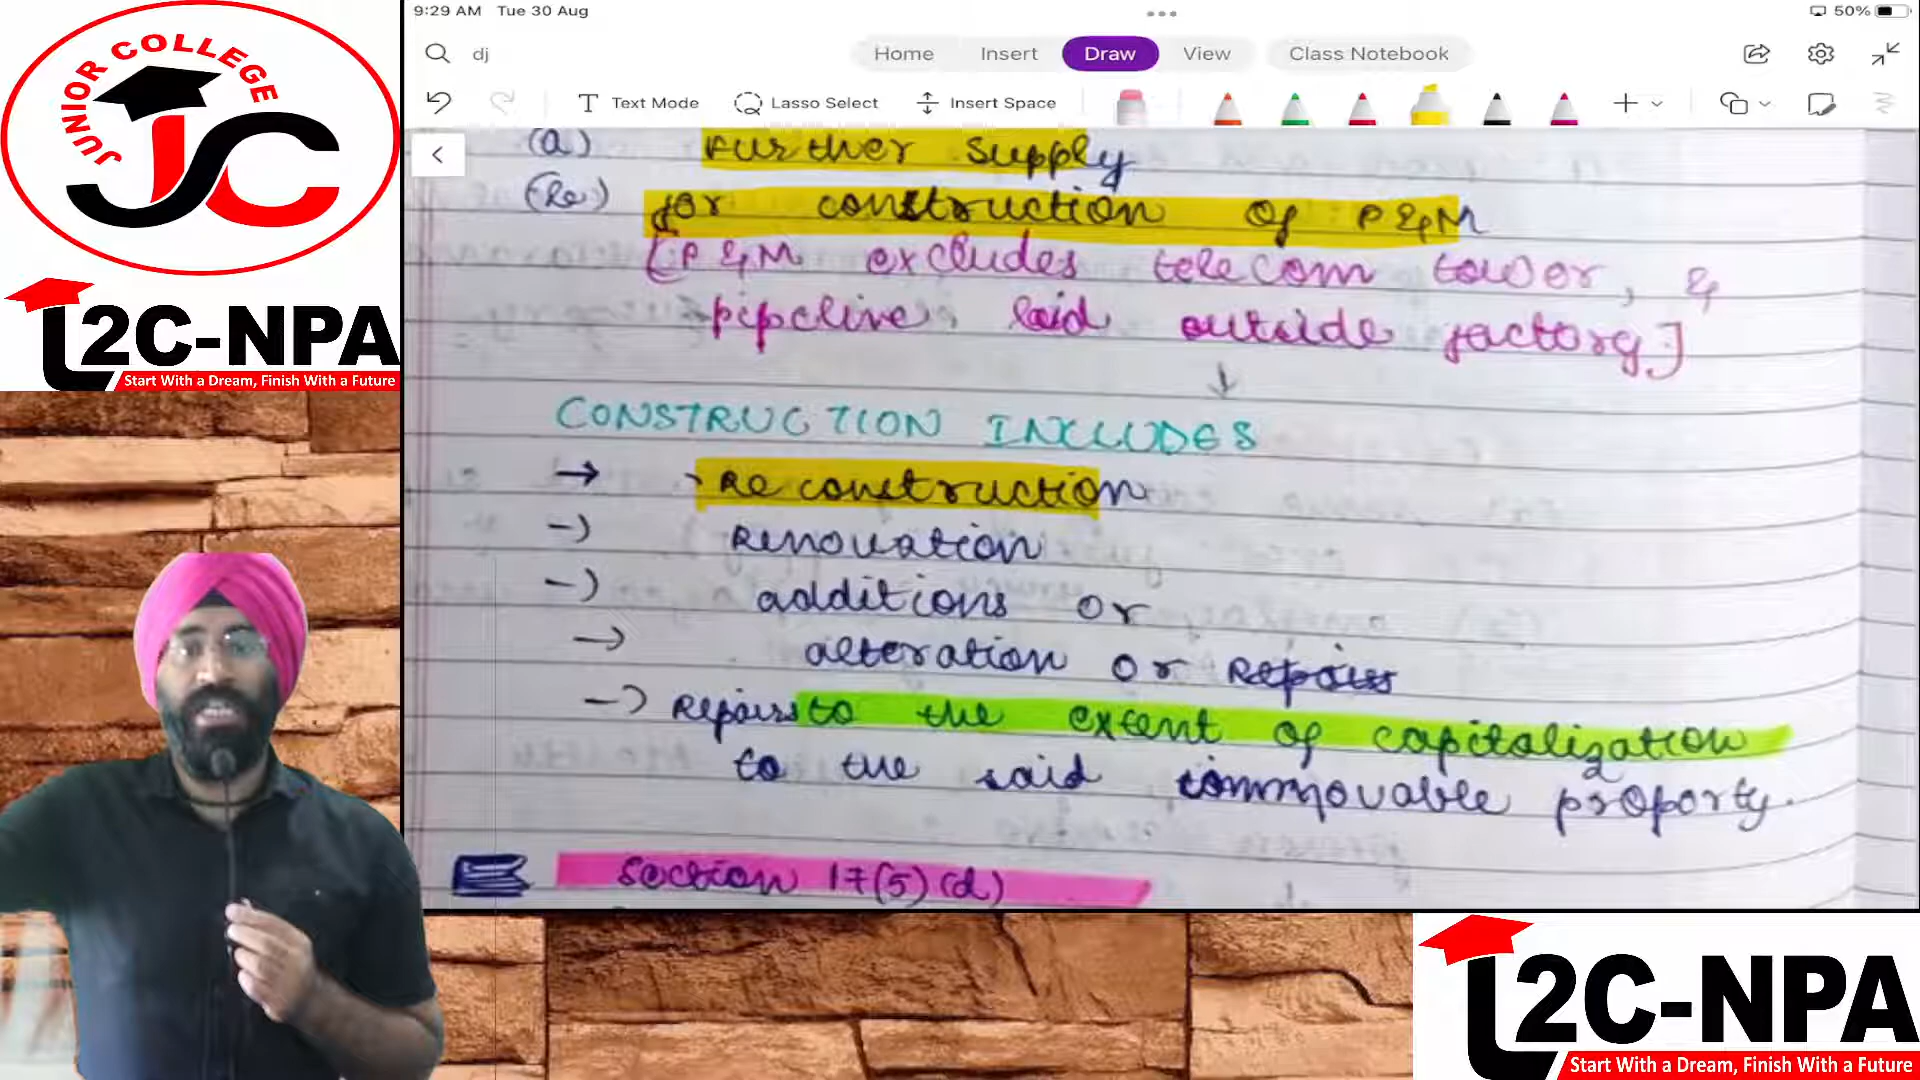 9:29 AM Tue 30 Aug
50%
dj
Home Insert Draw View Class Notebook
Text Mode Lasso Select Insert Space
JUNIOR COLLEGE
JC
L2C-NPA
Start With a Dream, Finish With a Future
(a) Further Supply
for construction of P&M
[P&M excludes telecom tower, &
pipeline laid outside factory]
CONSTRUCTION INCLUDES
→ Reconstruction
→ Renovation
→ additions or
→ alteration or Repairs
→ Repairs to the extent of capitalization
to the said immovable property.
Section 17(5)(d)
L2C-NPA
Start With a Dream, Finish With a Future